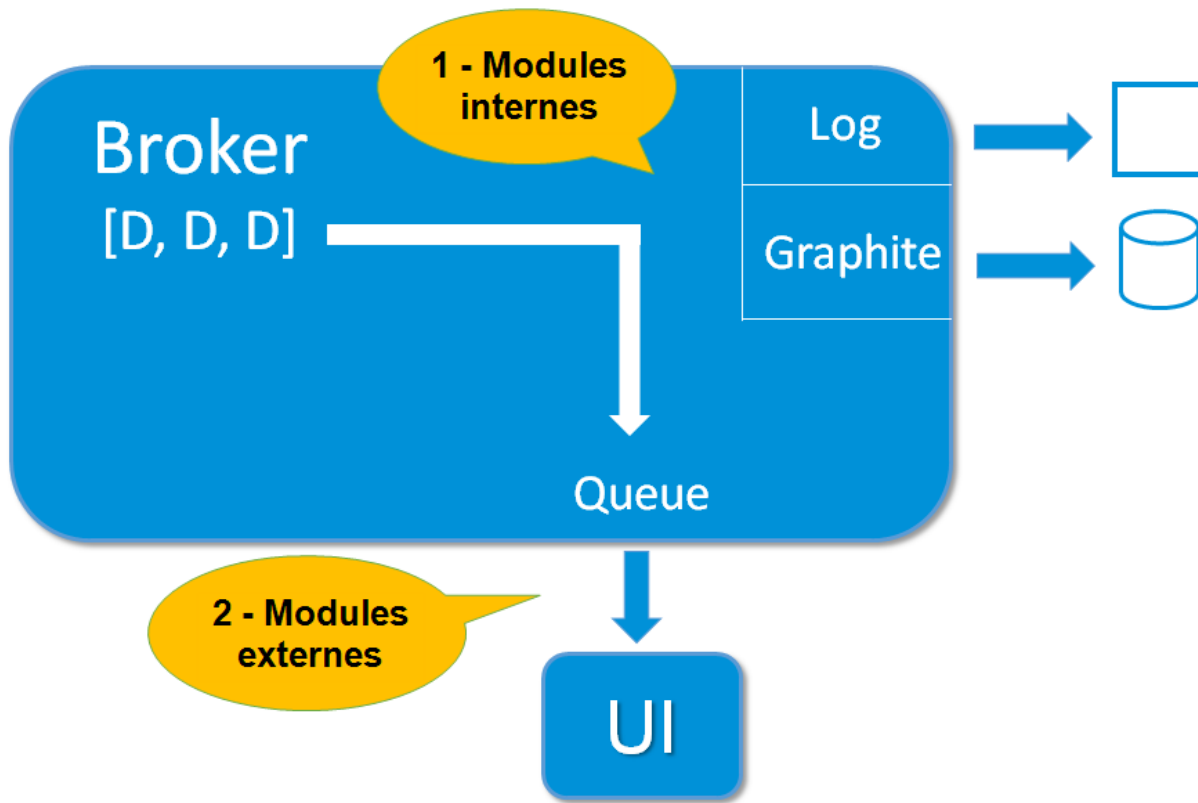 1 - Modules
internes
Broker
[D, D, D]
Log
Graphite
Queue
2 - Modules
externes
UI